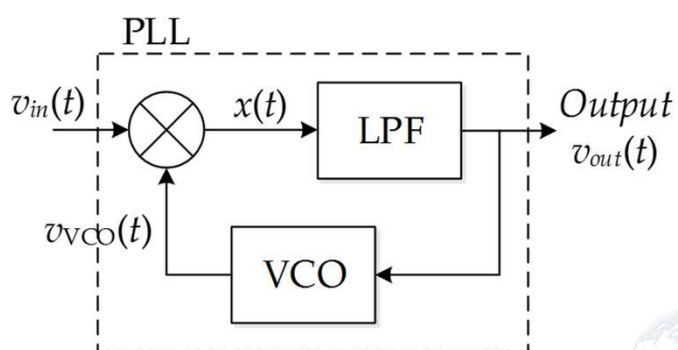 PLL
v_in(t)
x(t)
LPF
Output
v_out(t)
v_VCO(t)
VCO